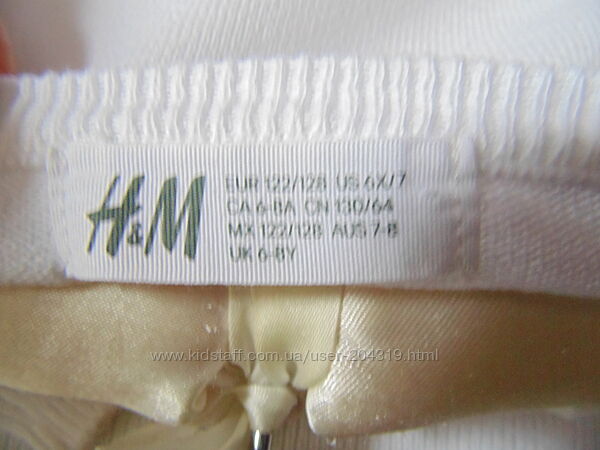 H&M
EUR 122/128 US 6X/7
CA 6-8A CN 130/64
MX 122/128 AUS 7-8
UK 6-8Y
www.kidstaff.com.ua/user-204319.html